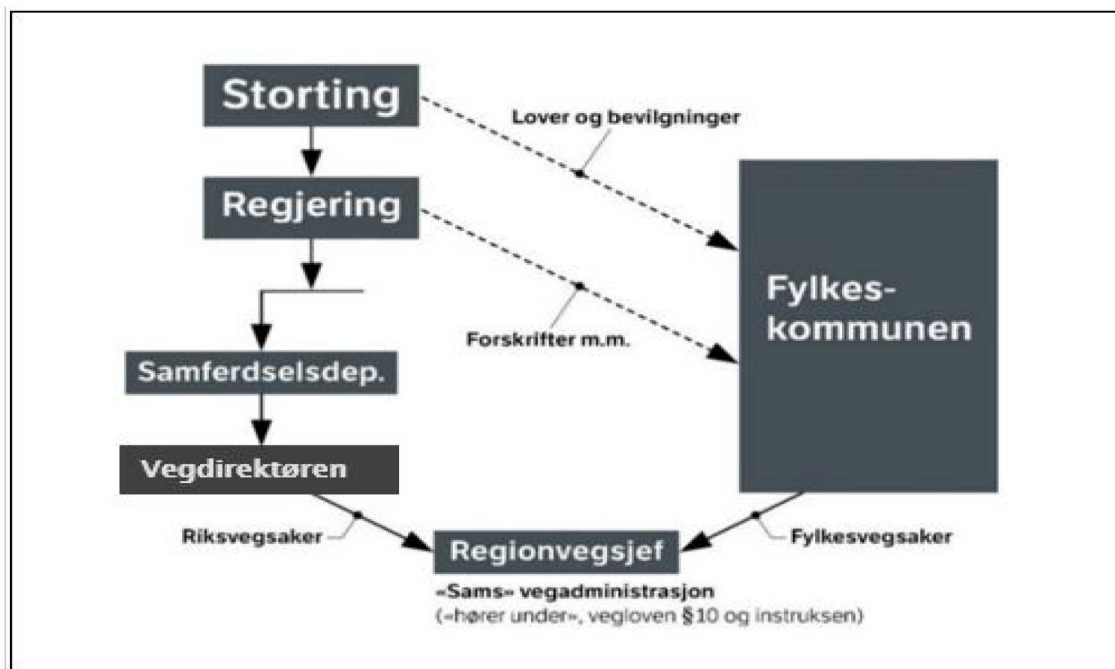 Storting
Lover og bevilgninger
Regjering
Fylkes-
kommunen
Forskrifter m.m.
Samferdselsdep.
Vegdirektøren
Riksvegsaker
Regionvegsjef
Fylkesvegsaker
«Sams» vegadministrasjon
(«hører under», vegloven §10 og instruksen)